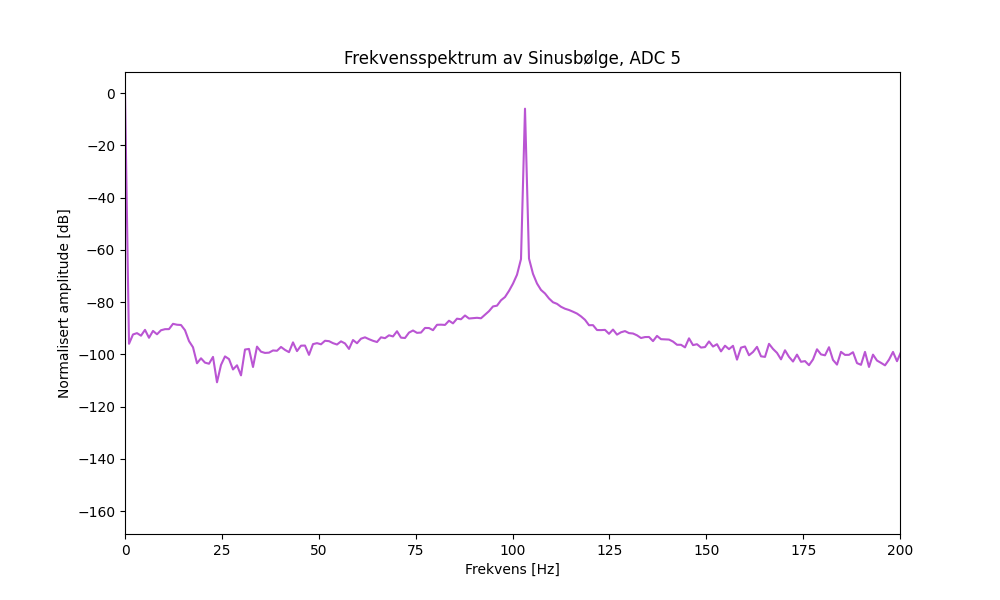 Frekvensspektrum av Sinusbølge, ADC 5
Normalisert amplitude [dB]
0
−20
−40
−60
−80
−100
−120
−140
−160
0 25 50 75 100 125 150 175 200
Frekvens [Hz]